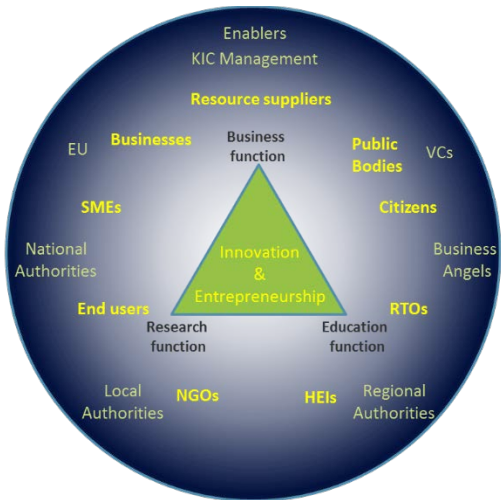 Enablers
KIC Management
Resource suppliers
Businesses
Business
function
Public
Bodies
EU
VCs
SMEs
Citizens
National
Authorities
Innovation
&
Entrepreneurship
Business
Angels
End users
RTOs
Research
function
Education
function
Local
Authorities
NGOs
HEIs
Regional
Authorities